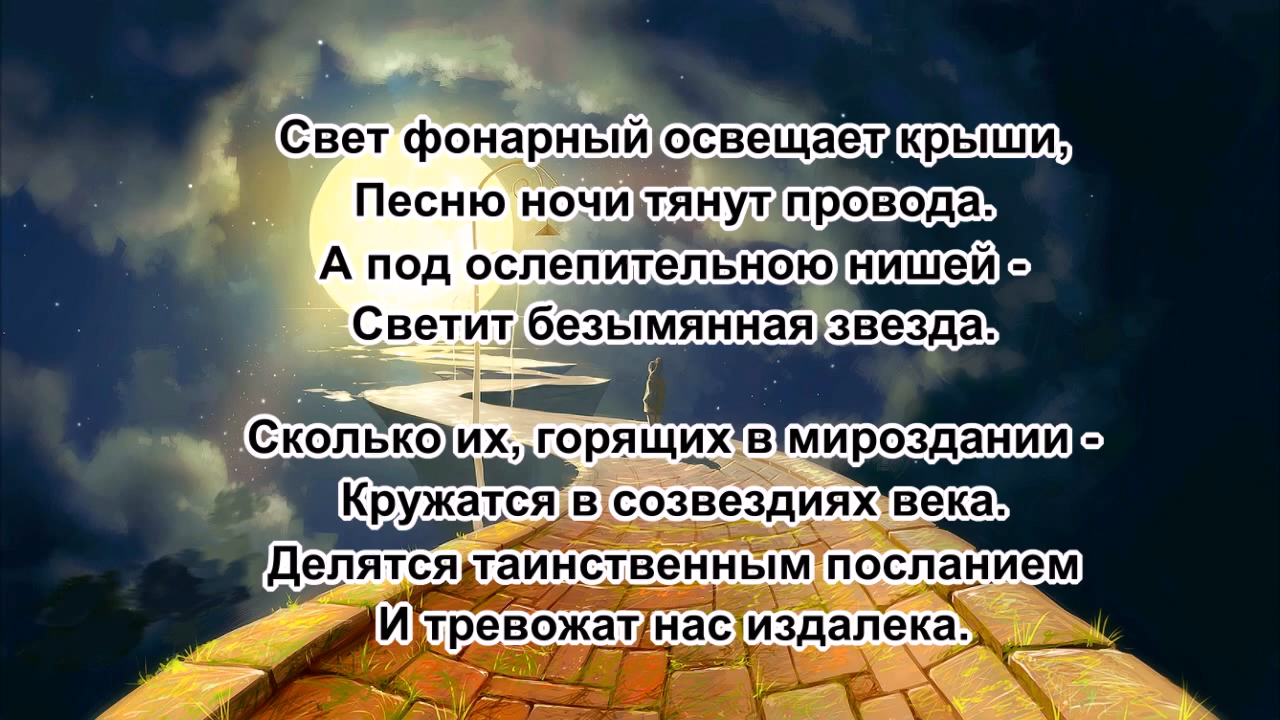 Свет фонарный освещает крыши,
Песню ночи тянут провода.
А под ослепительною нишей -
Светит безымянная звезда.
Сколько их, горящих в мироздании -
Кружатся в созвездиях века.
Делятся таинственным посланием
И тревожат нас издалека.